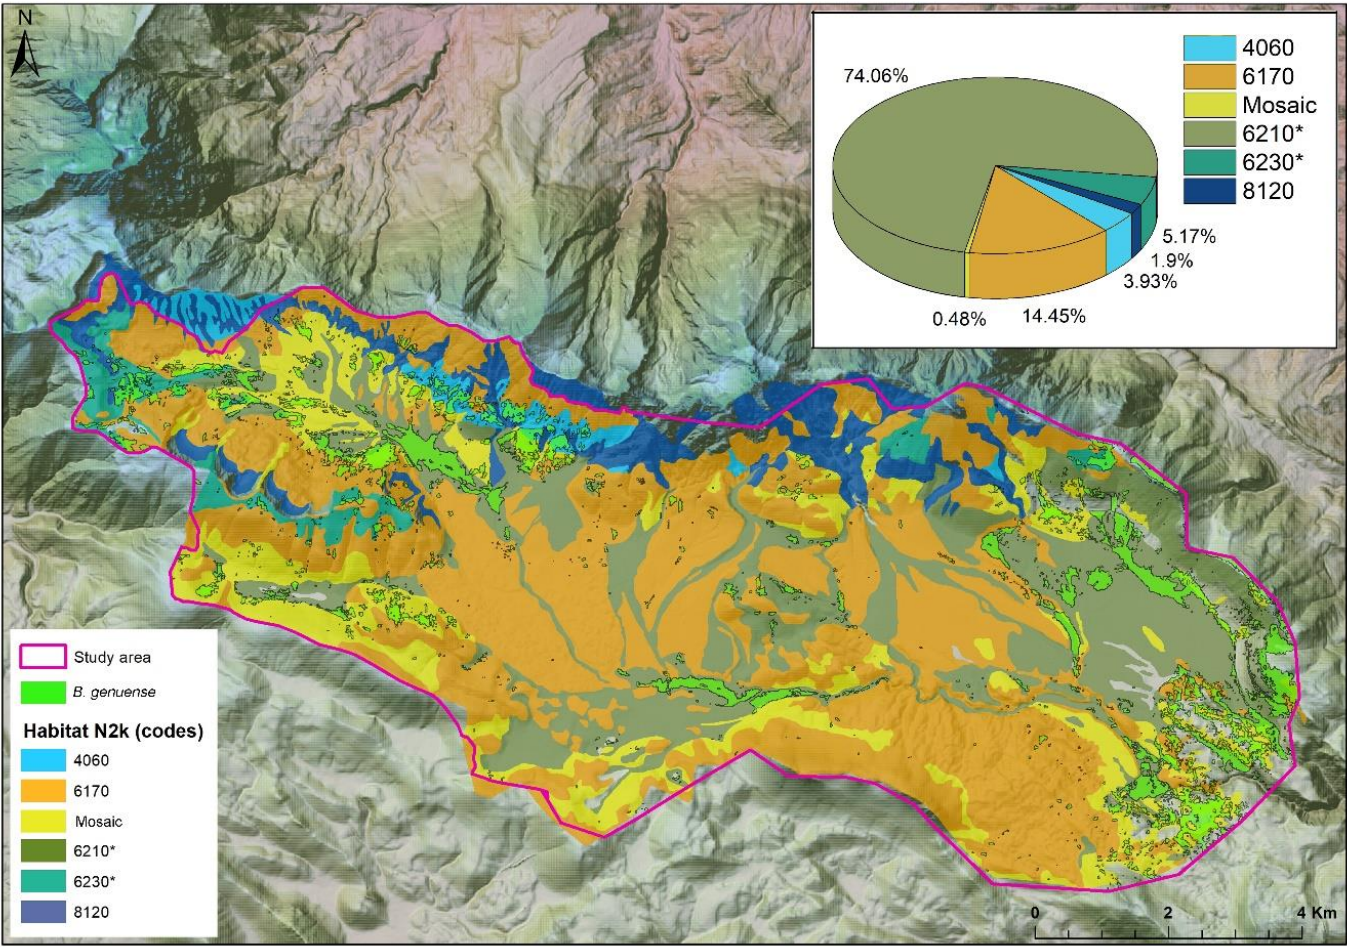 N
74.06%
4060
6170
Mosaic
6210*
6230*
8120
5.17%
1.9%
3.93%
14.45%
0.48%
Study area
B. genuense
Habitat N2k (codes)
4060
6170
Mosaic
6210*
6230*
8120
0 2 4 Km